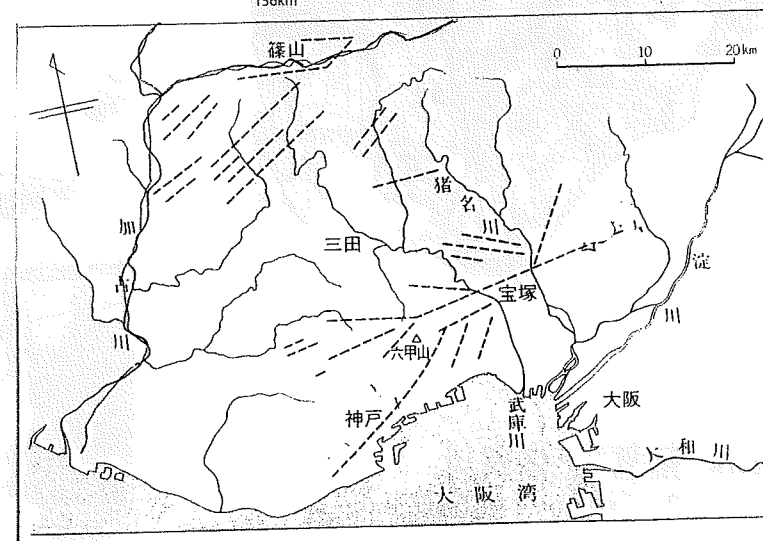 136km
篠山
0 10 20km
猪名川
加古川
三田
淀川
宝塚
六甲山
神戸
武庫川
大阪
大和川
大阪湾